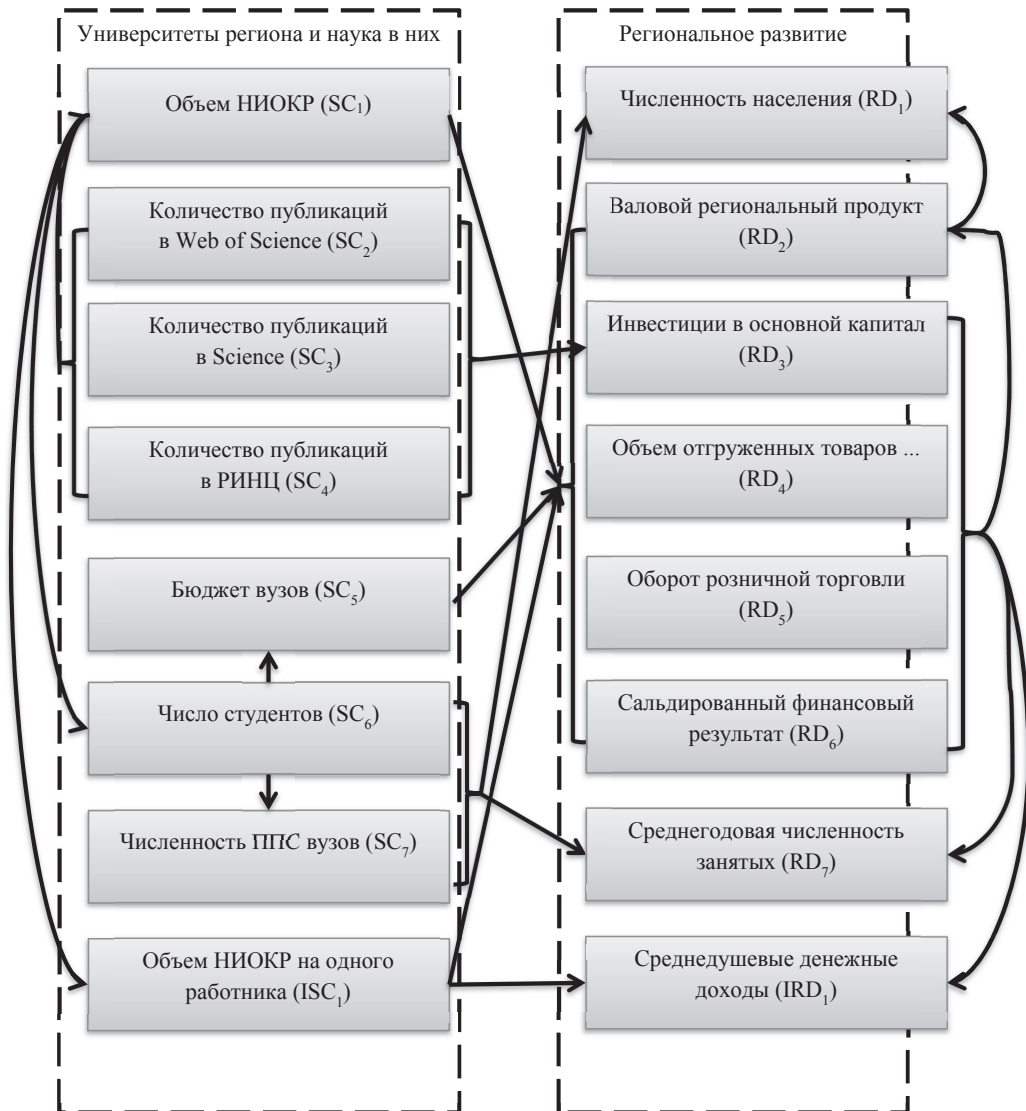 Университеты региона и наука в них
Объем НИОКР (SC₁)
Количество публикаций
в Web of Science (SC₂)
Количество публикаций
в Science (SC₃)
Количество публикаций
в РИНЦ (SC₄)
Бюджет вузов (SC₅)
Число студентов (SC₆)
Численность ППС вузов (SC₇)
Объем НИОКР на одного
работника (ISC₁)
Региональное развитие
Численность населения (RD₁)
Валовой региональный продукт
(RD₂)
Инвестиции в основной капитал
(RD₃)
Объем отгруженных товаров ...
(RD₄)
Оборот розничной торговли
(RD₅)
Сальдированный финансовый
результат (RD₆)
Среднегодовая численность
занятых (RD₇)
Среднедушевые денежные
доходы (IRD₁)